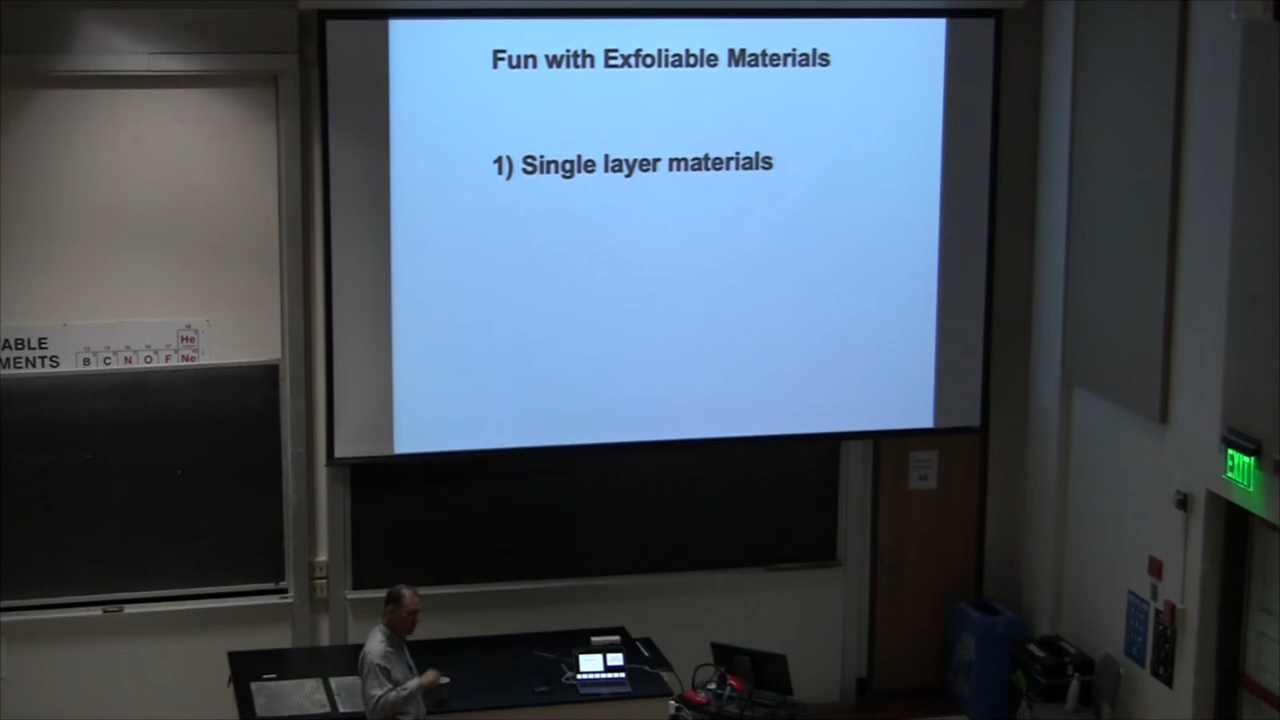 Fun with Exfoliable Materials
1) Single layer materials
ABLE
MENTS
He
B C N O F Ne
EXIT